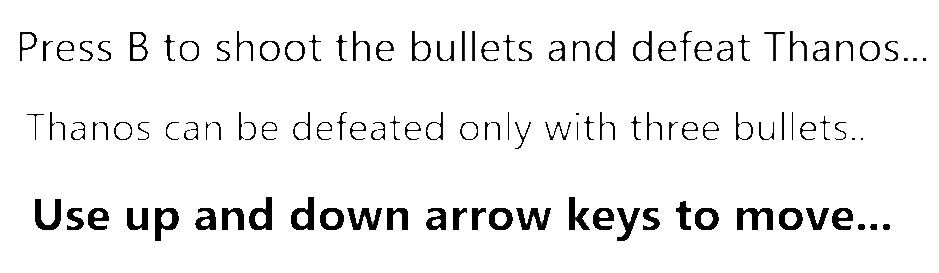 Press B to shoot the bullets and defeat Thanos...
Thanos can be defeated only with three bullets..
Use up and down arrow keys to move...